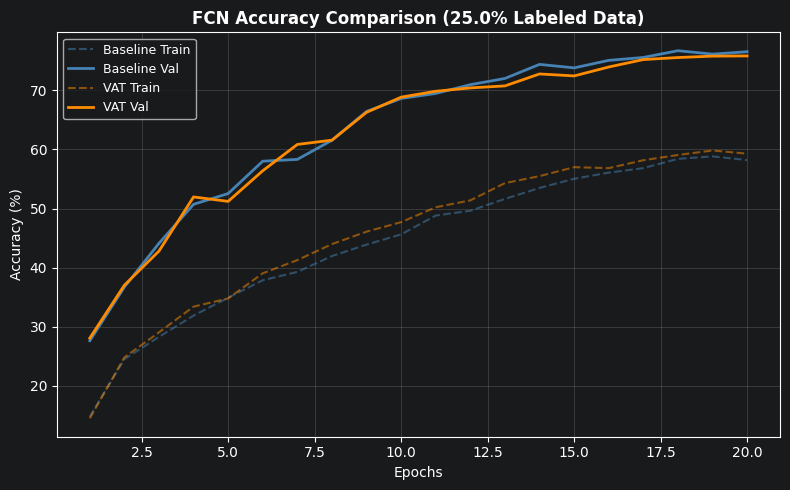 FCN Accuracy Comparison (25.0% Labeled Data)
Baseline Train
Baseline Val
VAT Train
VAT Val
Accuracy (%)
70
60
50
40
30
20
2.5 5.0 7.5 10.0 12.5 15.0 17.5 20.0
Epochs